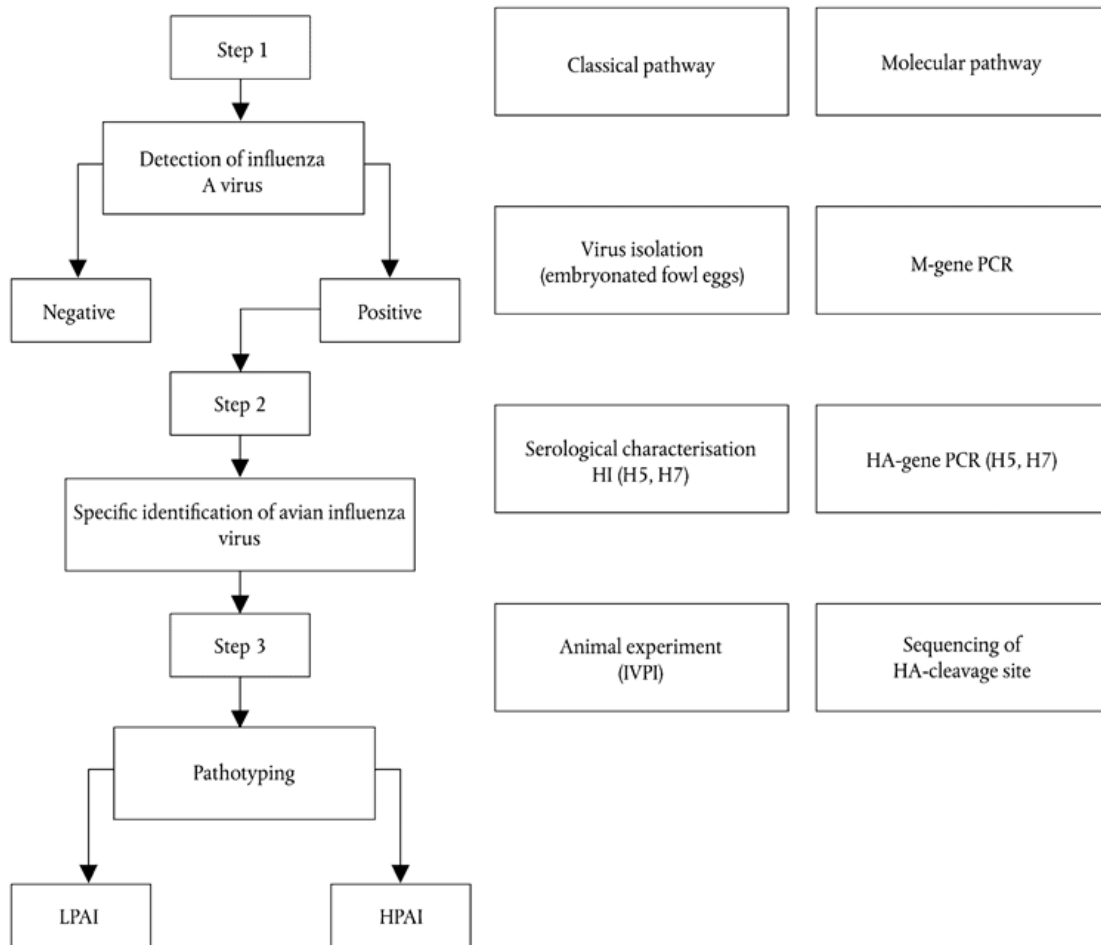 Step 1
Detection of influenza
A virus
Negative
Positive
Step 2
Specific identification of avian influenza
virus
Step 3
Pathotyping
LPAI
HPAI
Classical pathway
Molecular pathway
Virus isolation
(embryonated fowl eggs)
M-gene PCR
Serological characterisation
HI (H5, H7)
HA-gene PCR (H5, H7)
Animal experiment
(IVPI)
Sequencing of
HA-cleavage site